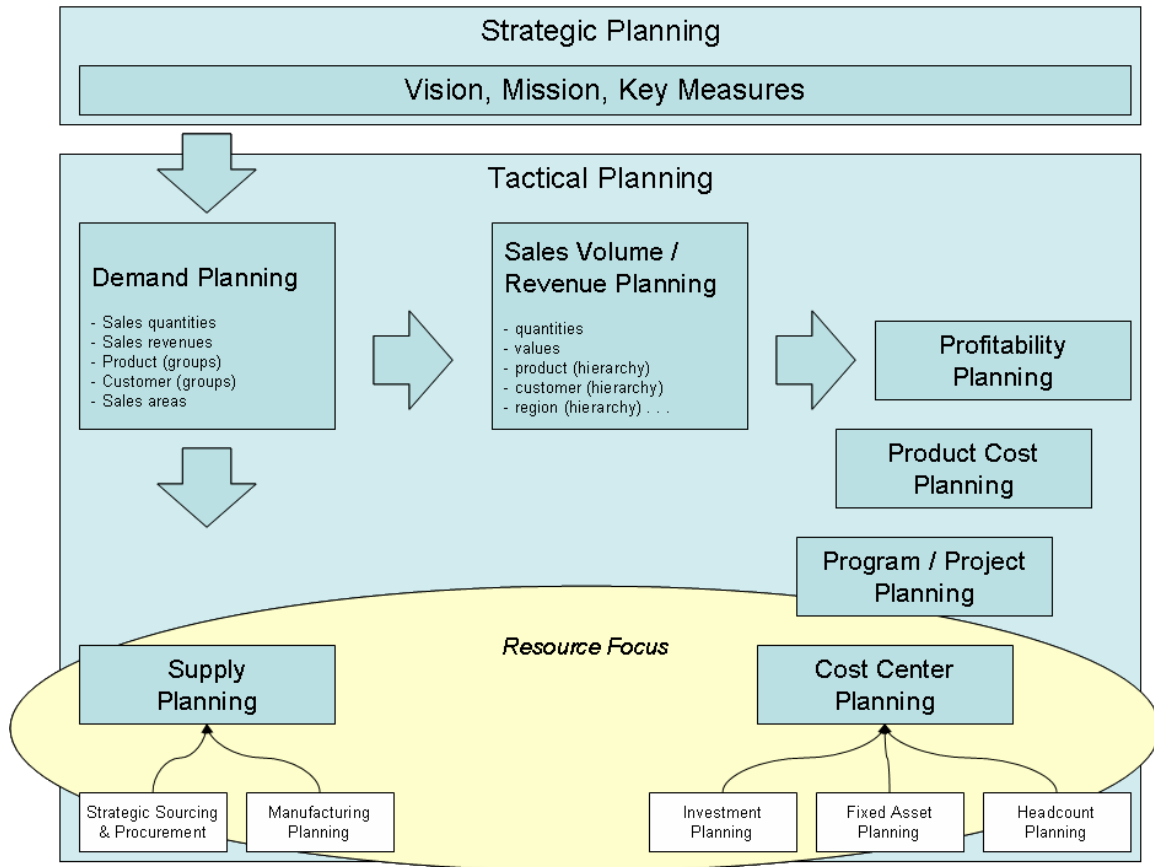 Strategic Planning
Vision, Mission, Key Measures
Tactical Planning
Demand Planning
- Sales quantities
- Sales revenues
- Product (groups)
- Customer (groups)
- Sales areas
Sales Volume /
Revenue Planning
- quantities
- values
- product (hierarchy)
- customer (hierarchy)
- region (hierarchy) . . .
Profitability
Planning
Product Cost
Planning
Program / Project
Planning
Resource Focus
Supply
Planning
Cost Center
Planning
Strategic Sourcing
& Procurement
Manufacturing
Planning
Investment
Planning
Fixed Asset
Planning
Headcount
Planning